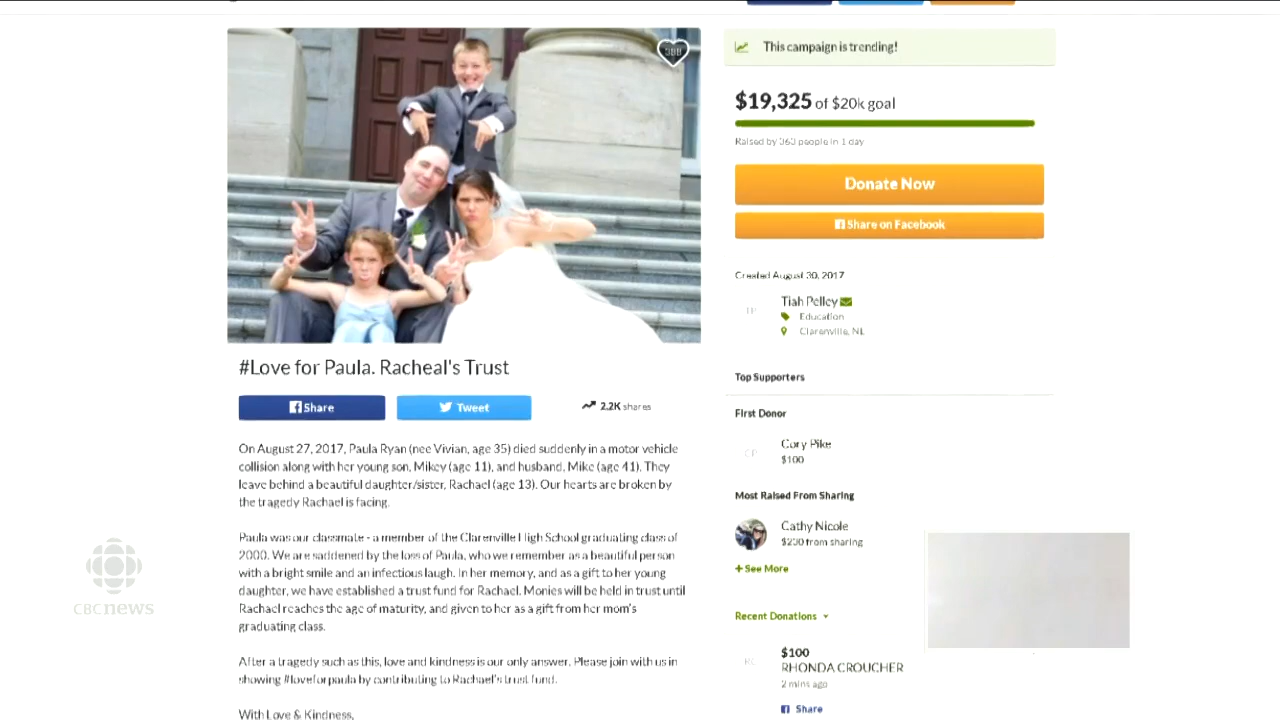 388
This campaign is trending!
$19,325 of $20k goal
Raised by 363 people in 1 day
Donate Now
Share on Facebook
Created August 30, 2017
TP
Tiah Pelley
Education
Clarenville, NL
Top Supporters
First Donor
CP
Cory Pike
$100
Most Raised From Sharing
Cathy Nicole
$230 from sharing
+ See More
Recent Donations
RC
$100
RHONDA CROUCHER
2 mins ago
Share
#Love for Paula. Racheal's Trust
Share
Tweet
2.2K shares
On August 27, 2017, Paula Ryan (nee Vivian, age 35) died suddenly in a motor vehicle
collision along with her young son, Mikey (age 11), and husband, Mike (age 41). They
leave behind a beautiful daughter/sister, Rachael (age 13). Our hearts are broken by
the tragedy Rachael is facing.
Paula was our classmate - a member of the Clarenville High School graduating class of
2000. We are saddened by the loss of Paula, who we remember as a beautiful person
with a bright smile and an infectious laugh. In her memory, and as a gift to her young
daughter, we have established a trust fund for Rachael. Monies will be held in trust until
Rachael reaches the age of maturity, and given to her as a gift from her mom's
graduating class.
After a tragedy such as this, love and kindness is our only answer. Please join with us in
showing #loveforpaula by contributing to Rachael's trust fund.
With Love & Kindness,
CBC NEWS